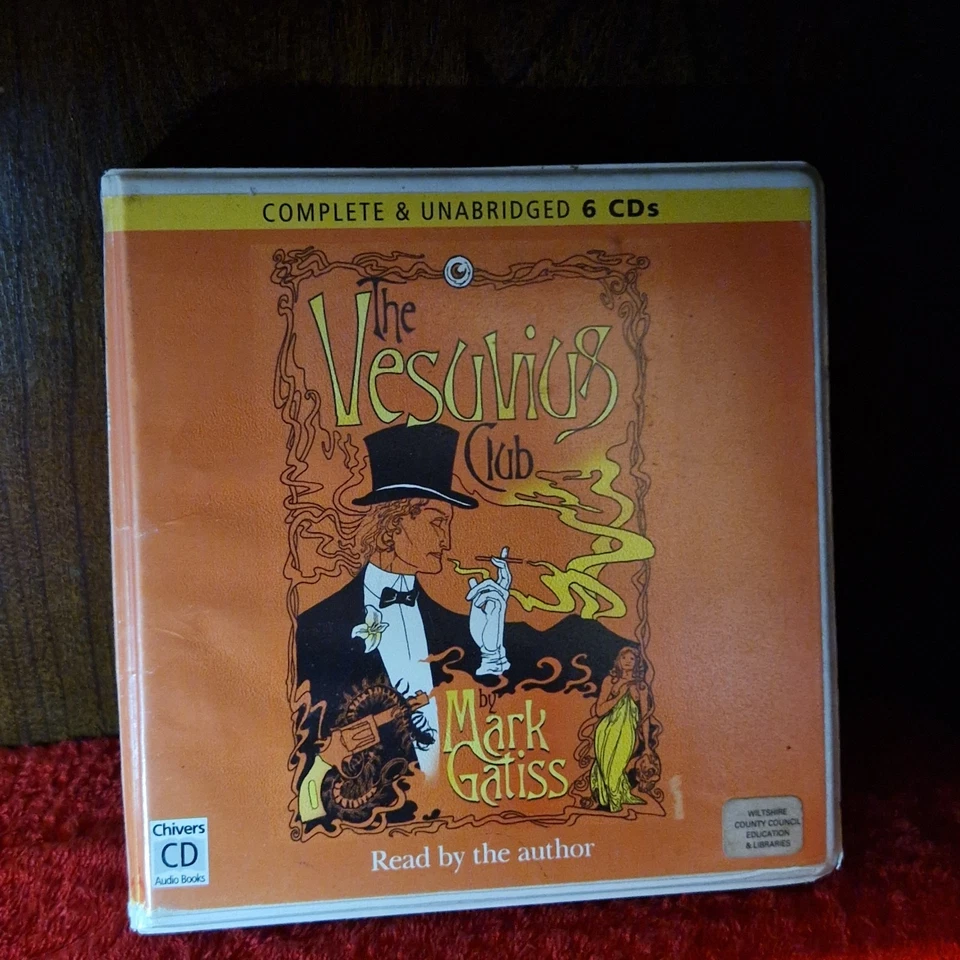 COMPLETE & UNABRIDGED 6 CDs
The
Vesuvius
Club
by
Mark
Gatiss
Read by the author
Chivers
CD
Audio Books
WILTSHIRE
COUNTY COUNCIL
EDUCATION
& LIBRARIES